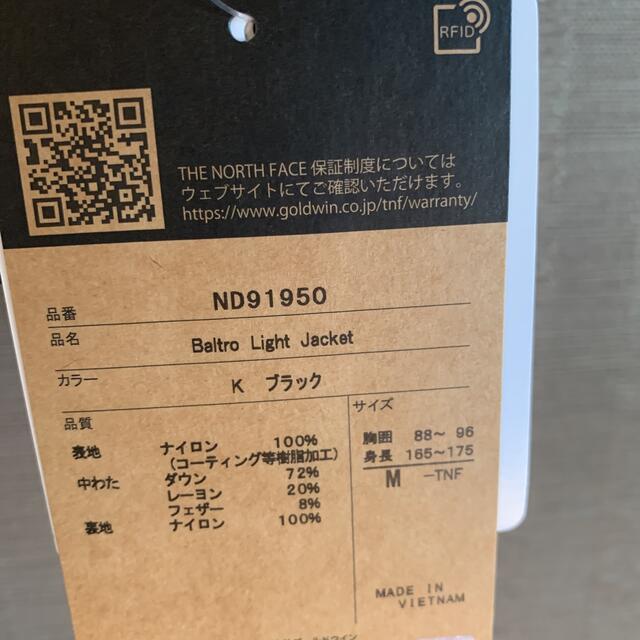 RFID
THE NORTH FACE 保証制度については
ウェブサイトにてご確認いただけます。
https://www.goldwin.co.jp/tnf/warranty/
品番 ND91950
品名 Baltro Light Jacket
カラー K ブラック
品質
表地 ナイロン 100%
(コーティング等樹脂加工)
中わた ダウン 72%
レーヨン 20%
フェザー 8%
裏地 ナイロン 100%
サイズ
胸囲 88～ 96
身長 165～175
M -TNF
MADE IN
VIETNAM